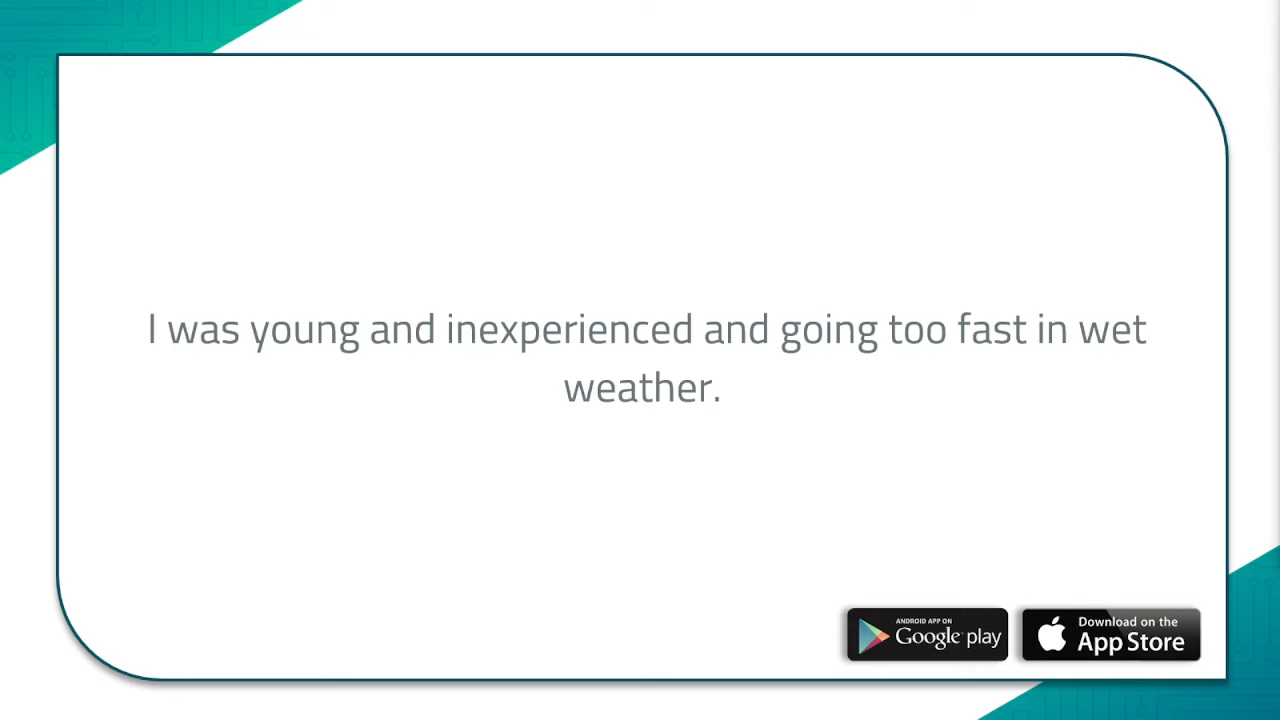 I was young and inexperienced and going too fast in wet
weather.
ANDROID APP ON
Google play
Download on the
App Store